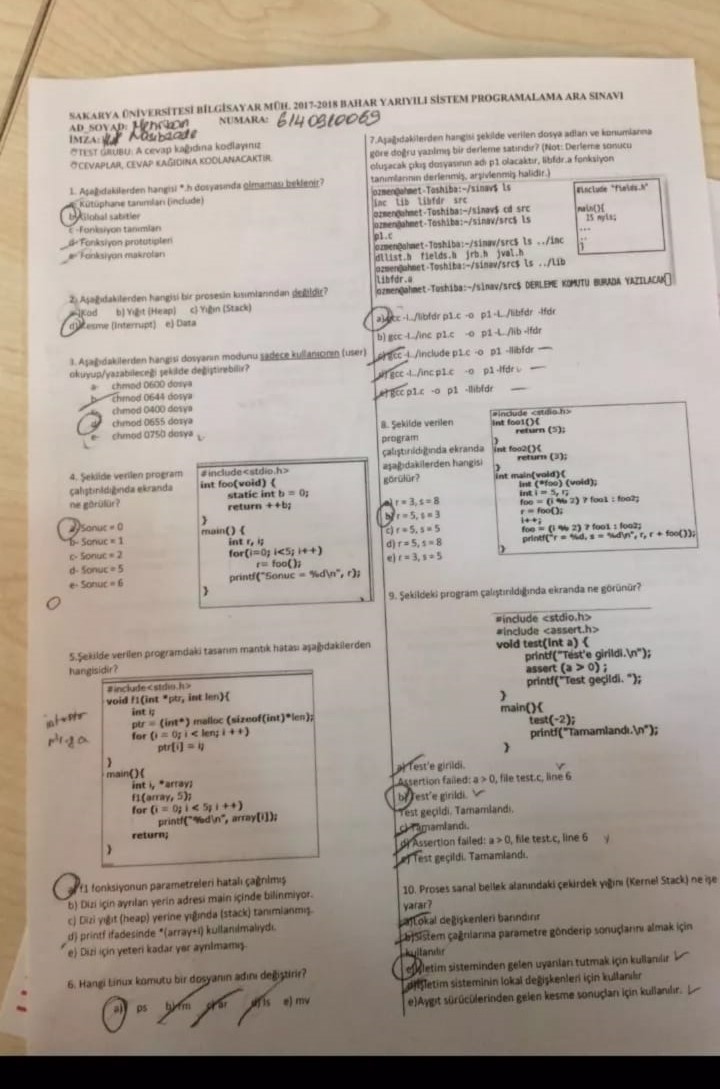 SAKARYA ÜNİVERSİTESİ BİLGİSAYAR MÜH. 2017-2018 BAHAR YARIYILI SİSTEM PROGRAMALAMA ARA SINAVI
AD_SOYAD:
NUMARA: 6140910069
İMZA:
TEST GRUBU: A cevap kağıdına kodlayınız
CEVAPLAR, CEVAP KAĞIDINA KODLANACAKTIR.
1. Aşağıdakilerden hangisi *.h dosyasında olmaması beklenir?
Kütüphane tanımları (include)
b- Global sabitler
c- Fonksiyon tanımları
d- Fonksiyon prototipleri
e- Fonksiyon makroları
2. Aşağıdakilerden hangisi bir prosesin kısımlarından değildir?
a) Kod b) Yığıt (Heap) c) Yığın (Stack)
d) Kesme (Interrupt) e) Data
3. Aşağıdakilerden hangisi dosyanın modunu sadece kullanıcının (user)
okuyup/yazabileceği şekilde değiştirebilir?
a- chmod 0600 dosya
b- chmod 0644 dosya
chmod 0400 dosya
d chmod 0655 dosya
e- chmod 0750 dosya
4. Şekilde verilen program
çalıştırıldığında ekranda
ne görülür?
a) Sonuc = 0
b- Sonuc = 1
c- Sonuc = 2
d- Sonuc = 5
e- Sonuc = 6
#include<stdio.h>
int foo(void) {
static int b = 0;
return ++b;
}
main() {
int r, i;
for(i=0; i<5; i++)
r= foo();
printf("Sonuc = %d\n", r);
}
5.Şekilde verilen programdaki tasarım mantık hatası aşağıdakilerden
hangisidir?
#include<stdio.h>
void f1(int *ptr, int len){
int i;
ptr = (int*) malloc (sizeof(int)*len);
for (i = 0; i < len; i++)
ptr[i] = i;
}
main(){
int i, *array;
f1(array, 5);
for (i = 0; i < 5; i++)
printf("%d\n", array[i]);
return;
}
a) f1 fonksiyonun parametreleri hatalı çağrılmış
b) Dizi için ayrılan yerin adresi main içinde bilinmiyor.
c) Dizi yığıt (heap) yerine yığında (stack) tanımlanmış.
d) printf ifadesinde *(array+i) kullanılmalıydı.
e) Dizi için yeteri kadar yer ayrılmamış.
6. Hangi Linux komutu bir dosyanın adını değiştirir?
a) ps b) rm c) ar d) ls e) mv
7.Aşağıdakilerden hangisi şekilde verilen dosya adları ve konumlarına
göre doğru yazılmış bir derleme satırıdır? (Not: Derleme sonucu
oluşacak çıkış dosyasının adı p1 olacaktır, libfdr.a fonksiyon
tanımlarının derlenmiş, arşivlenmiş halidir.)
ozmen@ahmet-Toshiba:~/sinav$ ls
inc lib libfdr src
ozmen@ahmet-Toshiba:~/sinav$ cd src
ozmen@ahmet-Toshiba:~/sinav/src$ ls
p1.c
ozmen@ahmet-Toshiba:~/sinav/src$ ls ../inc
dllist.h fields.h jrb.h jval.h
ozmen@ahmet-Toshiba:~/sinav/src$ ls ../lib
libfdr.a
ozmen@ahmet-Toshiba:~/sinav/src$ DERLEME KOMUTU BURADA YAZILACAK
#include "fields.h"
main(){
IS myis;
...
}
a) gcc -I../libfdr p1.c -o p1 -L../libfdr -lfdr
b) gcc -I../inc p1.c -o p1 -L../lib -lfdr
c) gcc -I../include p1.c -o p1 -llibfdr
d) gcc -I../inc p1.c -o p1 -lfdr
e) gcc p1.c -o p1 -llibfdr
8. Şekilde verilen
program
çalıştırıldığında ekranda
aşağıdakilerden hangisi
görülür?
a) r = 3, s = 8
b) r = 5, s = 3
c) r = 5, s = 5
d) r = 5, s = 8
e) r = 3, s = 5
#include <stdio.h>
int foo1(){
return (5);
}
int foo2(){
return (3);
}
int main(void){
int (*foo) (void);
int i = 5, r;
foo = (i % 2) ? foo1 : foo2;
r = foo();
i++;
foo = (i % 2) ? foo1 : foo2;
printf("r = %d, s = %d\n", r, r + foo());
}
9. Şekildeki program çalıştırıldığında ekranda ne görünür?
#include <stdio.h>
#include <assert.h>
void test(int a) {
printf("Test'e girildi.\n");
assert (a > 0) ;
printf("Test geçildi. ");
}
main(){
test(-2);
printf("Tamamlandı.\n");
}
a) Test'e girildi.
Assertion failed: a > 0, file test.c, line 6
b) Test'e girildi.
Test geçildi. Tamamlandı.
c) Tamamlandı.
d) Assertion failed: a > 0, file test.c, line 6
e) Test geçildi. Tamamlandı.
10. Proses sanal bellek alanındaki çekirdek yığını (Kernel Stack) ne işe
yarar?
a) Lokal değişkenleri barındırır
b) Sistem çağrılarına parametre gönderip sonuçlarını almak için
kullanılır
c) İşletim sisteminden gelen uyarıları tutmak için kullanılır
d) İşletim sisteminin lokal değişkenleri için kullanılır
e) Aygıt sürücülerinden gelen kesme sonuçları için kullanılır.